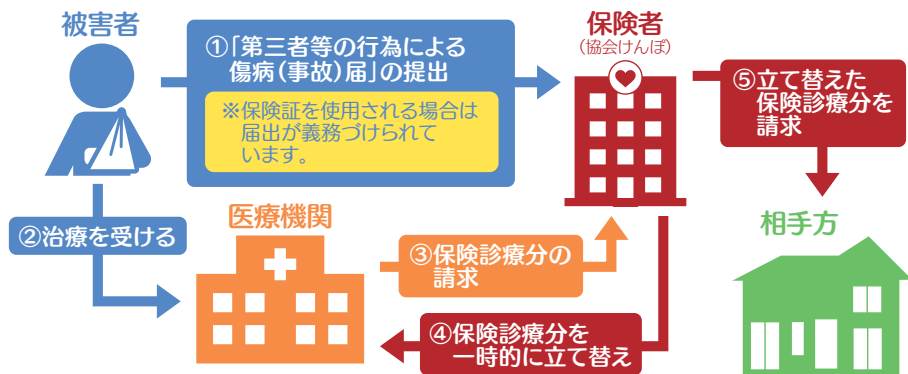 被害者
①「第三者等の行為による
傷病(事故)届」の提出
※保険証を使用される場合は
届出が義務づけられて
います。
保険者
(協会けんぽ)
⑤立て替えた
保険診療分を
請求
②治療を受ける
医療機関
③保険診療分の
請求
相手方
④保険診療分を
一時的に立て替え